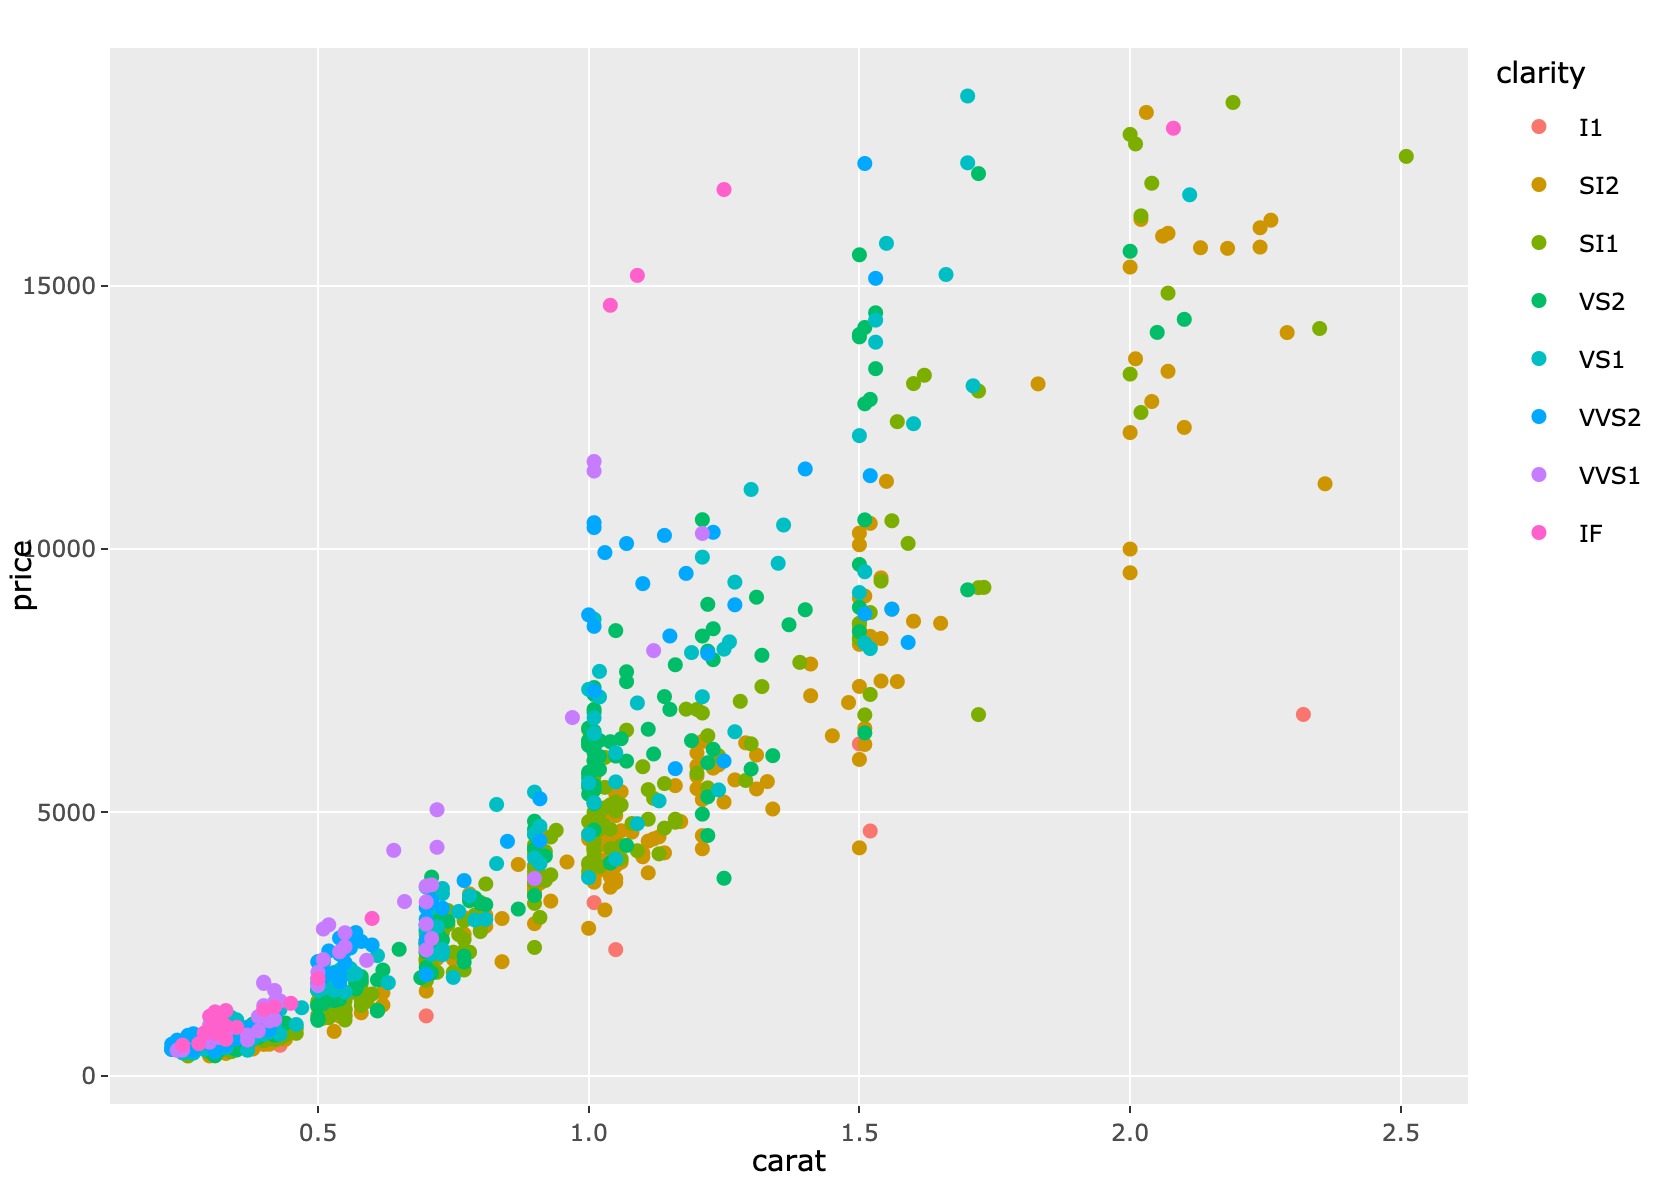 clarity
I1
SI2
SI1
VS2
VS1
VVS2
VVS1
IF
15000
10000
5000
0
price
0.5 1.0 1.5 2.0 2.5
carat